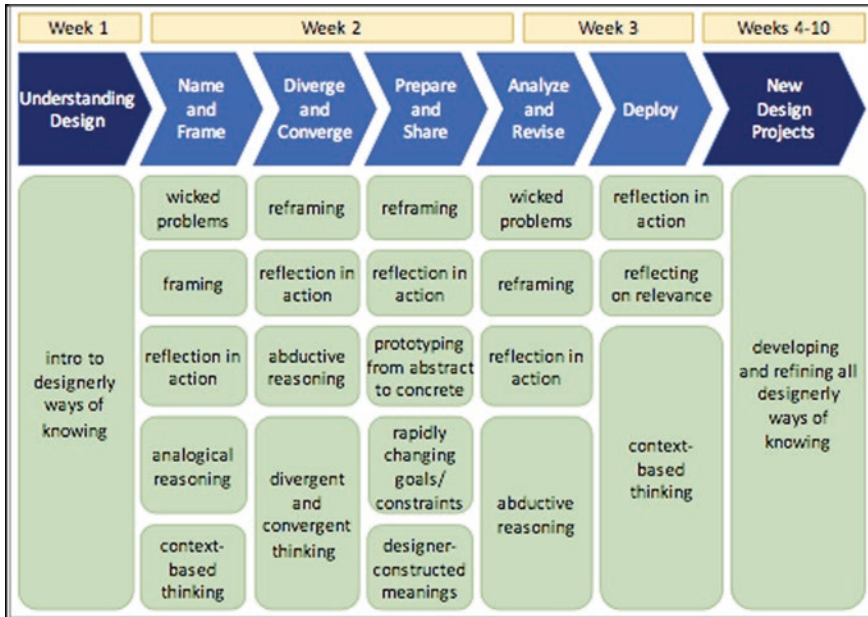 Week 1
Week 2
Week 3
Weeks 4-10
Understanding
Design
Name
and
Frame
Diverge
and
Converge
Prepare
and
Share
Analyze
and
Revise
Deploy
New
Design
Projects
intro to
designerly
ways of
knowing
wicked
problems
framing
reflection in
action
analogical
reasoning
context-
based
thinking
reframing
reflection in
action
abductive
reasoning
divergent
and
convergent
thinking
reframing
reflection in
action
prototyping
from abstract
to concrete
rapidly
changing
goals/
constraints
designer-
constructed
meanings
wicked
problems
reframing
reflection in
action
abductive
reasoning
reflection in
action
reflecting
on relevance
context-
based
thinking
developing
and refining all
designerly
ways of
knowing